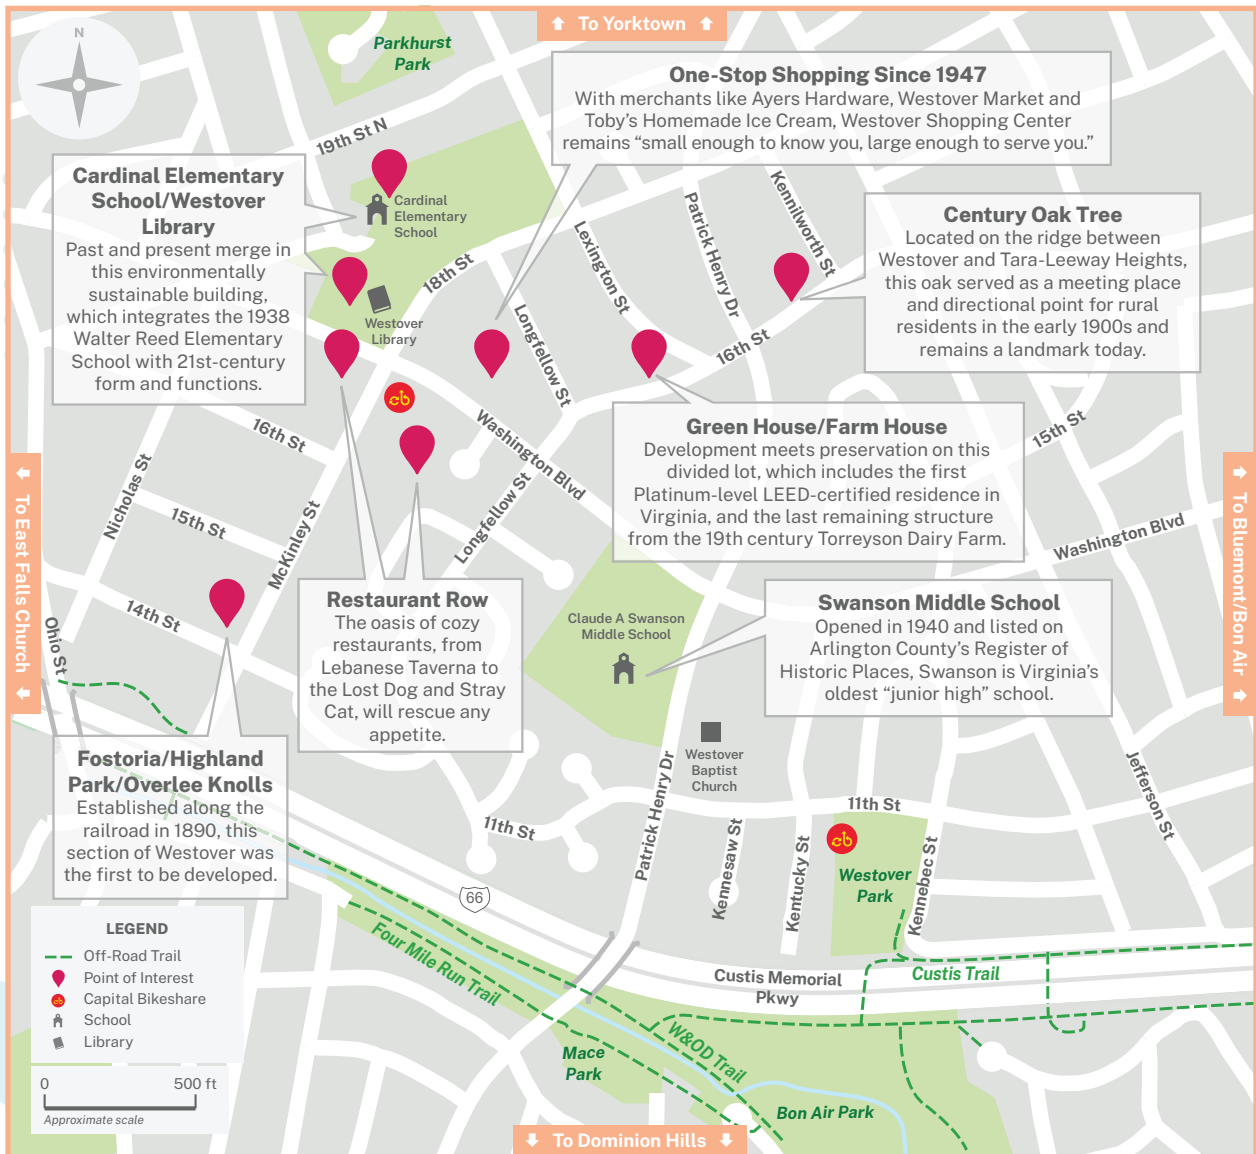 To Yorktown
N
Parkhurst
Park
One-Stop Shopping Since 1947
With merchants like Ayers Hardware, Westover Market and
Toby's Homemade Ice Cream, Westover Shopping Center
remains “small enough to know you, large enough to serve you.”
19th St N
Cardinal Elementary
School/Westover
Library
Past and present merge in
this environmentally
sustainable building,
which integrates the 1938
Walter Reed Elementary
School with 21st-century
form and functions.
Cardinal
Elementary
School
Kennilworth St
Patrick Henry Dr
Century Oak Tree
Located on the ridge between
Westover and Tara-Leeway Heights,
this oak served as a meeting place
and directional point for rural
residents in the early 1900s and
remains a landmark today.
Lexington St
18th St
Westover
Library
Longfellow St
16th St
cb
16th St
Washington Blvd
Green House/Farm House
Development meets preservation on this
divided lot, which includes the first
Platinum-level LEED-certified residence in
Virginia, and the last remaining structure
from the 19th century Torreyson Dairy Farm.
15th St
Nicholas St
15th St
McKinley St
Longfellow St
Washington Blvd
To East Falls Church
To Bluemont/Bon Air
14th St
Ohio St
Restaurant Row
The oasis of cozy
restaurants, from
Lebanese Taverna to
the Lost Dog and Stray
Cat, will rescue any
appetite.
Claude A Swanson
Middle School
Swanson Middle School
Opened in 1940 and listed on
Arlington County's Register of
Historic Places, Swanson is Virginia's
oldest “junior high” school.
Fostoria/Highland
Park/Overlee Knolls
Established along the
railroad in 1890, this
section of Westover was
the first to be developed.
Westover
Baptist
Church
Patrick Henry Dr
11th St
11th St
Jefferson St
cb
Kennesaw St
Kentucky St
Westover
Park
Kennebec St
66
LEGEND
Off-Road Trail
Point of Interest
cb
Capital Bikeshare
School
Library
0 500 ft
Approximate scale
Four Mile Run Trail
Custis Memorial
Pkwy
Custis Trail
W&OD Trail
Mace
Park
Bon Air Park
To Dominion Hills